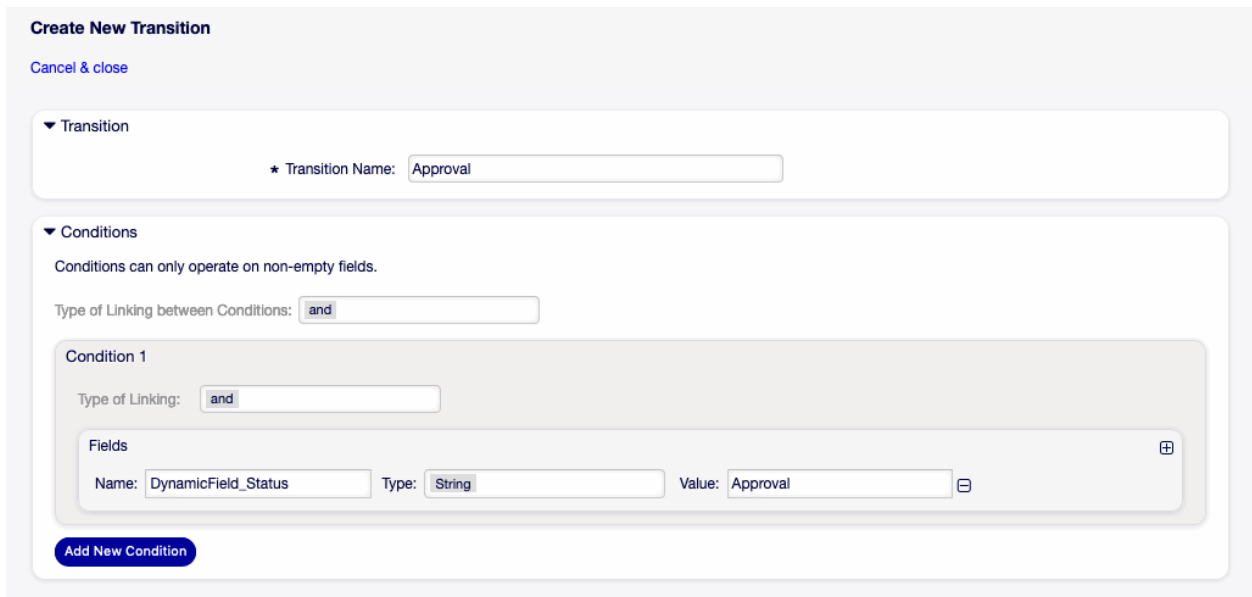 Create New Transition
Cancel & close
Transition
* Transition Name: Approval
Conditions
Conditions can only operate on non-empty fields.
Type of Linking between Conditions: and
Condition 1
Type of Linking: and
Fields
Name: DynamicField_Status Type: String Value: Approval
Add New Condition